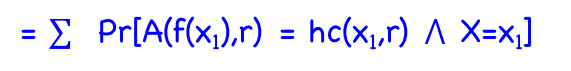 = ∑ Pr[A(f(x₁),r) = hc(x₁,r) ∧ X=x₁]